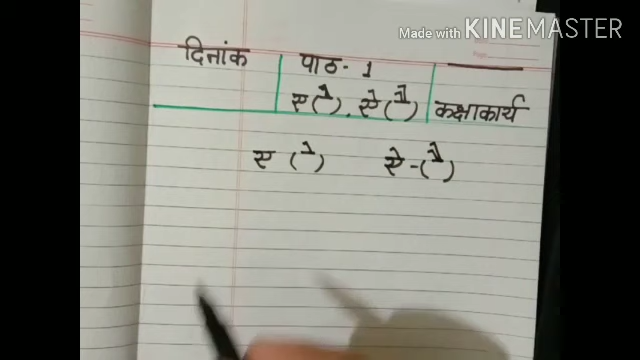 Made with KINEMASTER
दिनांक
पाठ - 1
ए(े), ऐ(ै)
कक्षाकार्य
ए (े) ऐ-(ै)